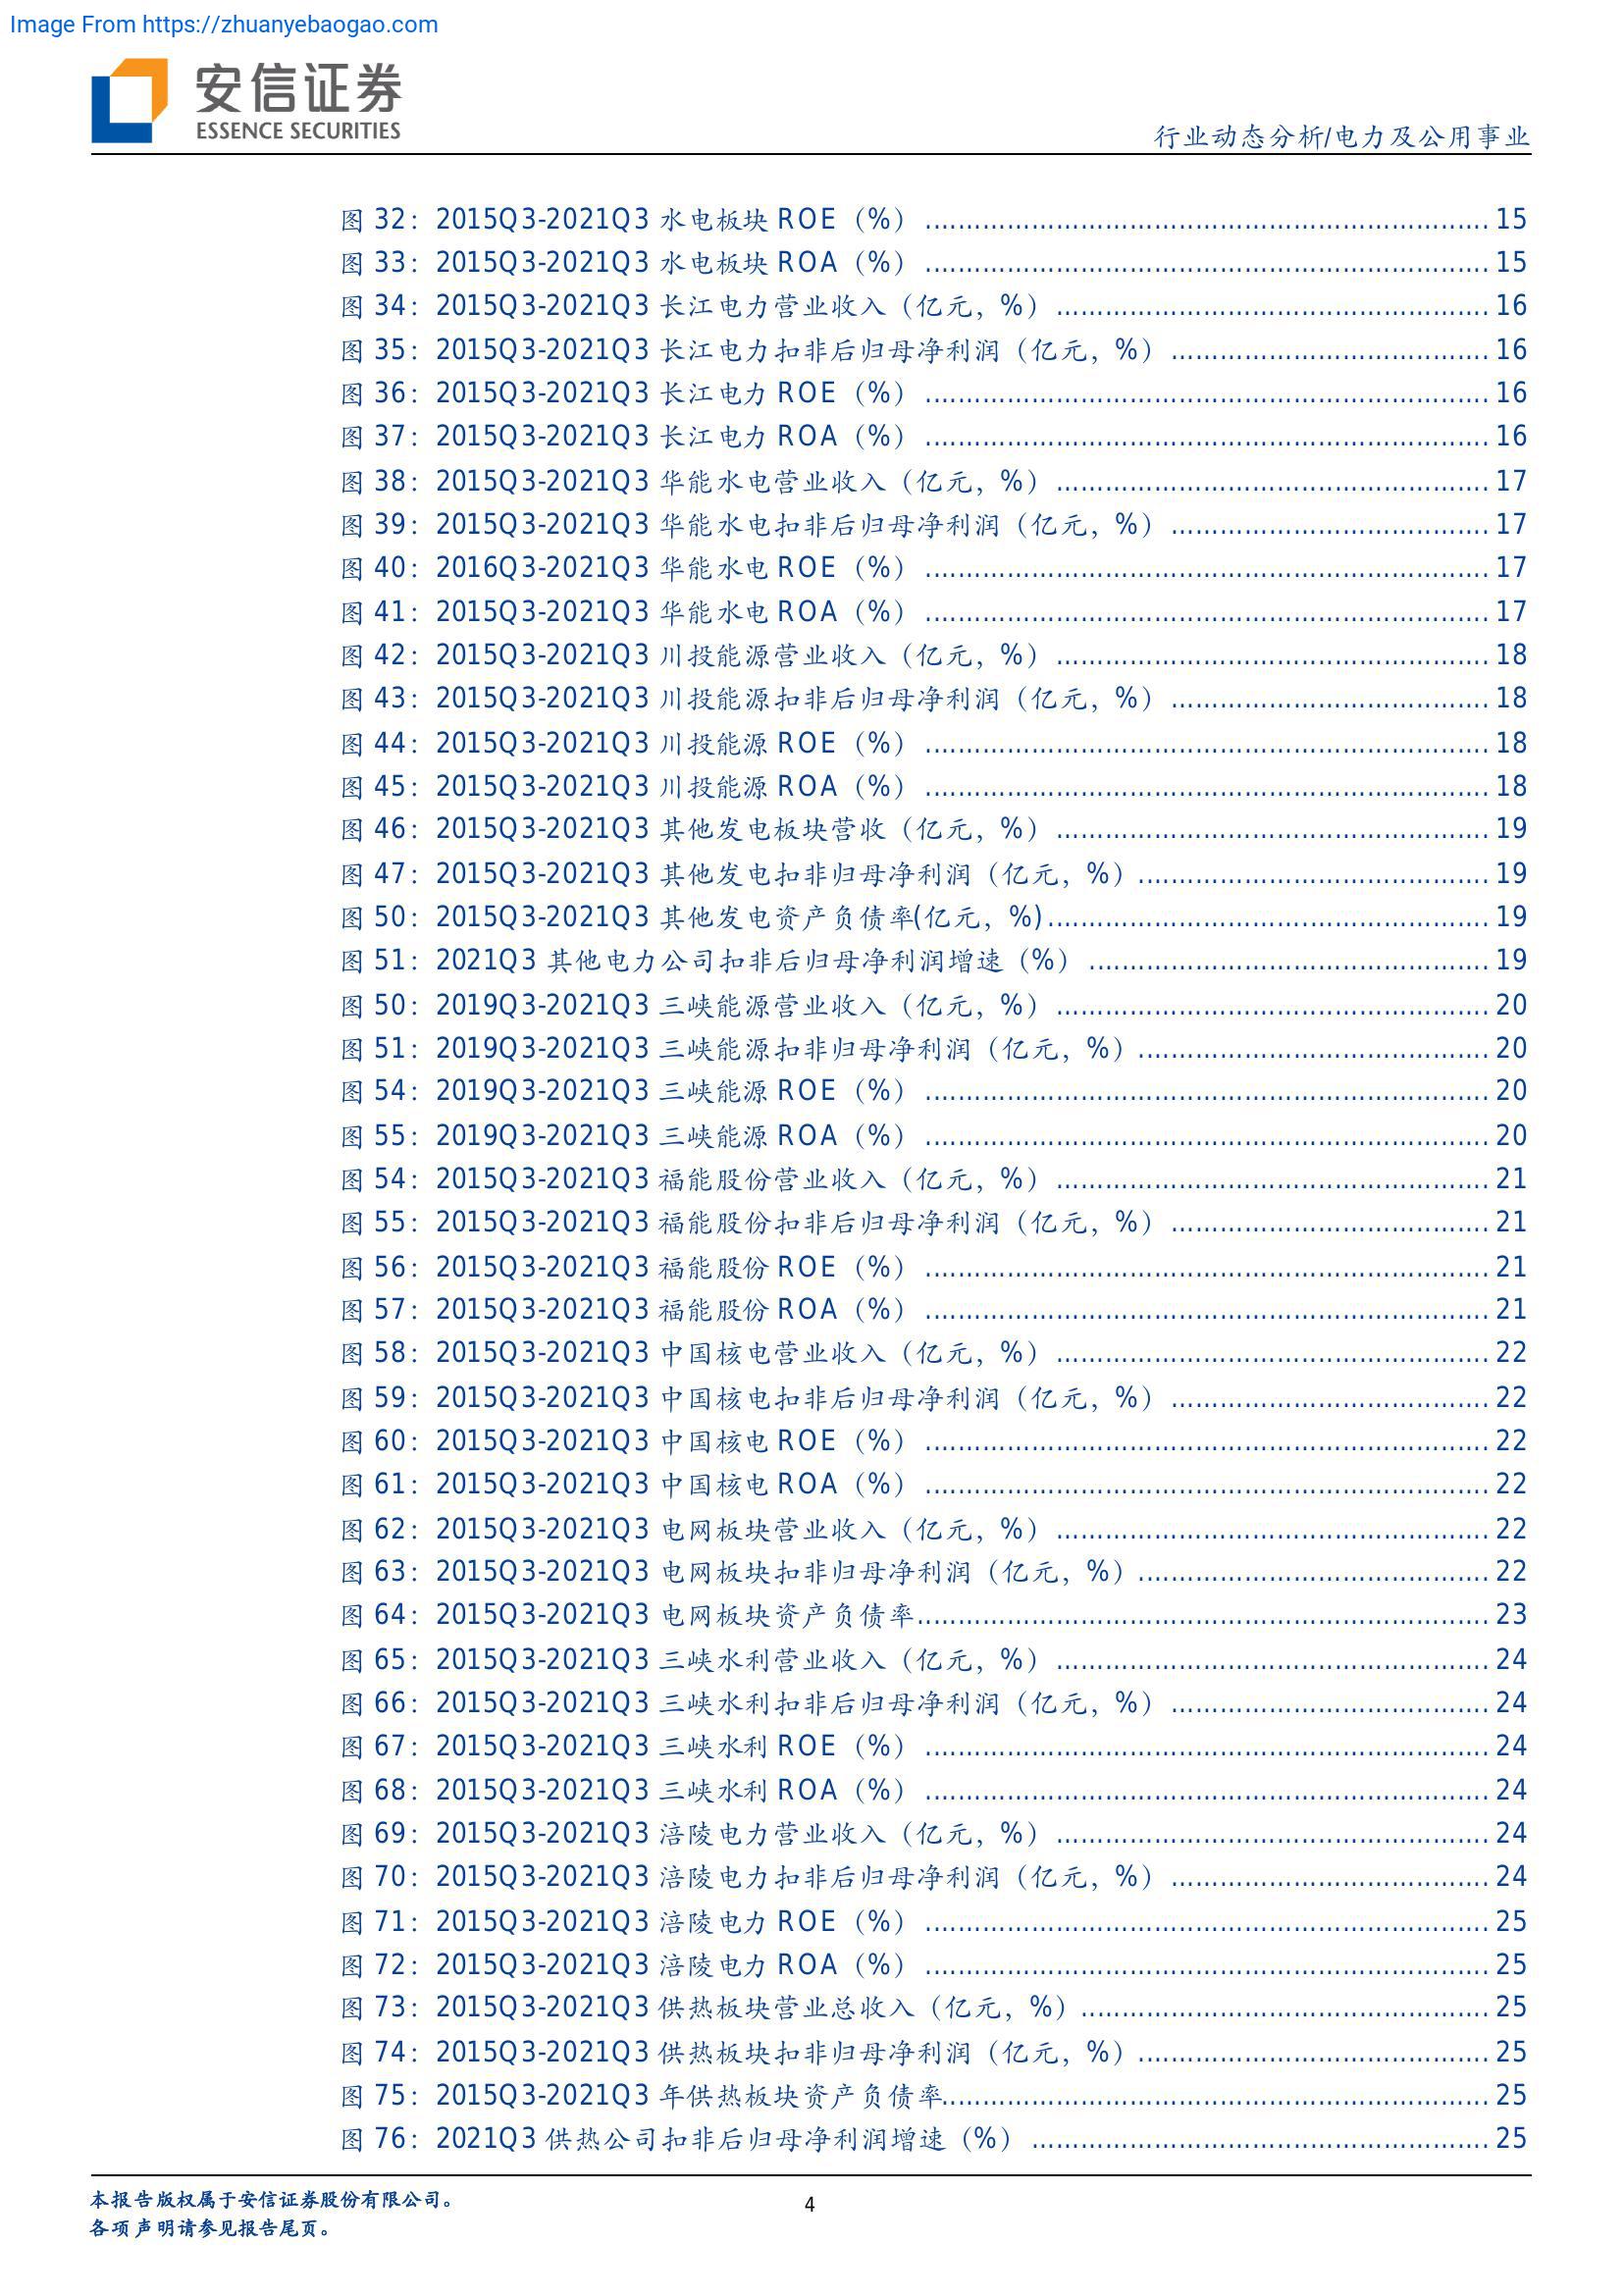 Image From https://zhuanyebaogao.com
安信证券
ESSENCE SECURITIES
行业动态分析/电力及公用事业
图 32：2015Q3-2021Q3 水电板块 ROE（%） ........ 15
图 33：2015Q3-2021Q3 水电板块 ROA（%） ........ 15
图 34：2015Q3-2021Q3 长江电力营业收入（亿元，%） ........ 16
图 35：2015Q3-2021Q3 长江电力扣非后归母净利润（亿元，%） ........ 16
图 36：2015Q3-2021Q3 长江电力 ROE（%） ........ 16
图 37：2015Q3-2021Q3 长江电力 ROA（%） ........ 16
图 38：2015Q3-2021Q3 华能水电营业收入（亿元，%） ........ 17
图 39：2015Q3-2021Q3 华能水电扣非后归母净利润（亿元，%） ........ 17
图 40：2016Q3-2021Q3 华能水电 ROE（%） ........ 17
图 41：2015Q3-2021Q3 华能水电 ROA（%） ........ 17
图 42：2015Q3-2021Q3 川投能源营业收入（亿元，%） ........ 18
图 43：2015Q3-2021Q3 川投能源扣非后归母净利润（亿元，%） ........ 18
图 44：2015Q3-2021Q3 川投能源 ROE（%） ........ 18
图 45：2015Q3-2021Q3 川投能源 ROA（%） ........ 18
图 46：2015Q3-2021Q3 其他发电板块营收（亿元，%） ........ 19
图 47：2015Q3-2021Q3 其他发电扣非归母净利润（亿元，%） ........ 19
图 50：2015Q3-2021Q3 其他发电资产负债率(亿元，%) ........ 19
图 51：2021Q3 其他电力公司扣非后归母净利润增速（%） ........ 19
图 50：2019Q3-2021Q3 三峡能源营业收入（亿元，%） ........ 20
图 51：2019Q3-2021Q3 三峡能源扣非归母净利润（亿元，%） ........ 20
图 54：2019Q3-2021Q3 三峡能源 ROE（%） ........ 20
图 55：2019Q3-2021Q3 三峡能源 ROA（%） ........ 20
图 54：2015Q3-2021Q3 福能股份营业收入（亿元，%） ........ 21
图 55：2015Q3-2021Q3 福能股份扣非后归母净利润（亿元，%） ........ 21
图 56：2015Q3-2021Q3 福能股份 ROE（%） ........ 21
图 57：2015Q3-2021Q3 福能股份 ROA（%） ........ 21
图 58：2015Q3-2021Q3 中国核电营业收入（亿元，%） ........ 22
图 59：2015Q3-2021Q3 中国核电扣非后归母净利润（亿元，%） ........ 22
图 60：2015Q3-2021Q3 中国核电 ROE（%） ........ 22
图 61：2015Q3-2021Q3 中国核电 ROA（%） ........ 22
图 62：2015Q3-2021Q3 电网板块营业收入（亿元，%） ........ 22
图 63：2015Q3-2021Q3 电网板块扣非归母净利润（亿元，%） ........ 22
图 64：2015Q3-2021Q3 电网板块资产负债率 ........ 23
图 65：2015Q3-2021Q3 三峡水利营业收入（亿元，%） ........ 24
图 66：2015Q3-2021Q3 三峡水利扣非后归母净利润（亿元，%） ........ 24
图 67：2015Q3-2021Q3 三峡水利 ROE（%） ........ 24
图 68：2015Q3-2021Q3 三峡水利 ROA（%） ........ 24
图 69：2015Q3-2021Q3 涪陵电力营业收入（亿元，%） ........ 24
图 70：2015Q3-2021Q3 涪陵电力扣非后归母净利润（亿元，%） ........ 24
图 71：2015Q3-2021Q3 涪陵电力 ROE（%） ........ 25
图 72：2015Q3-2021Q3 涪陵电力 ROA（%） ........ 25
图 73：2015Q3-2021Q3 供热板块营业总收入（亿元，%） ........ 25
图 74：2015Q3-2021Q3 供热板块扣非归母净利润（亿元，%） ........ 25
图 75：2015Q3-2021Q3 年供热板块资产负债率 ........ 25
图 76：2021Q3 供热公司扣非后归母净利润增速（%） ........ 25
本报告版权属于安信证券股份有限公司。
4
各项声明请参见报告尾页。